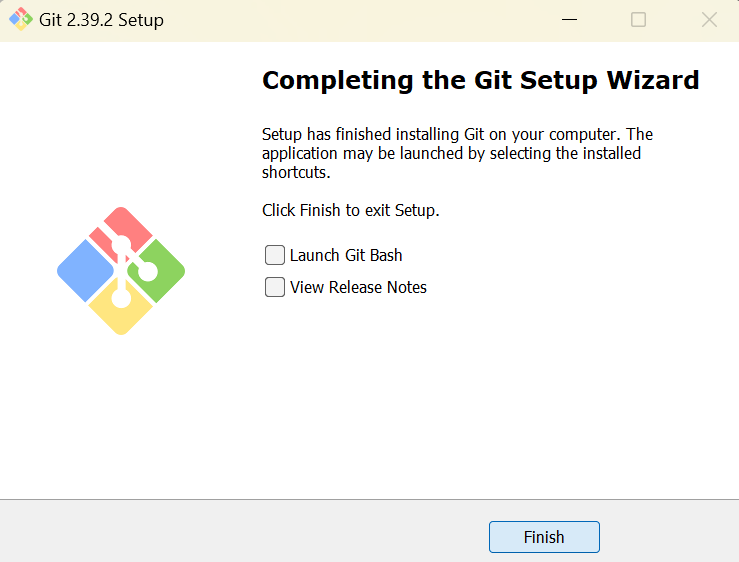 Git 2.39.2 Setup
Completing the Git Setup Wizard
Setup has finished installing Git on your computer. The
application may be launched by selecting the installed
shortcuts.
Click Finish to exit Setup.
Launch Git Bash
View Release Notes
Finish